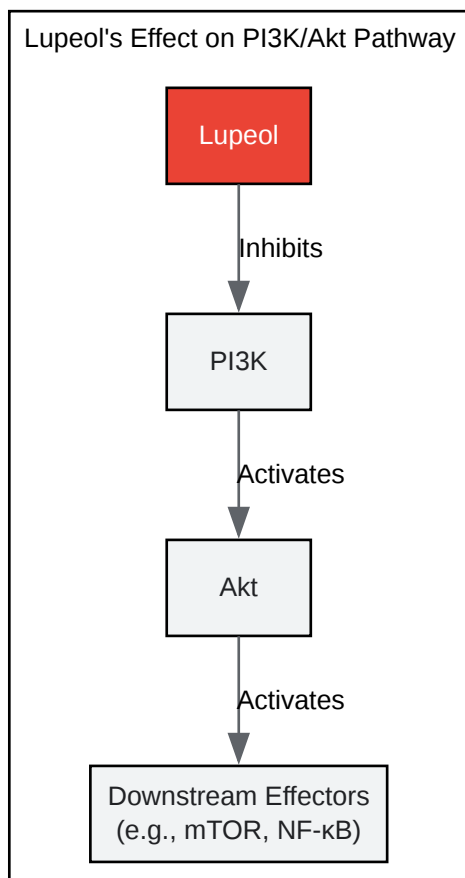 Lupeol's Effect on PI3K/Akt Pathway
Lupeol
Inhibits
PI3K
Activates
Akt
Activates
Downstream Effectors
(e.g., mTOR, NF-κB)